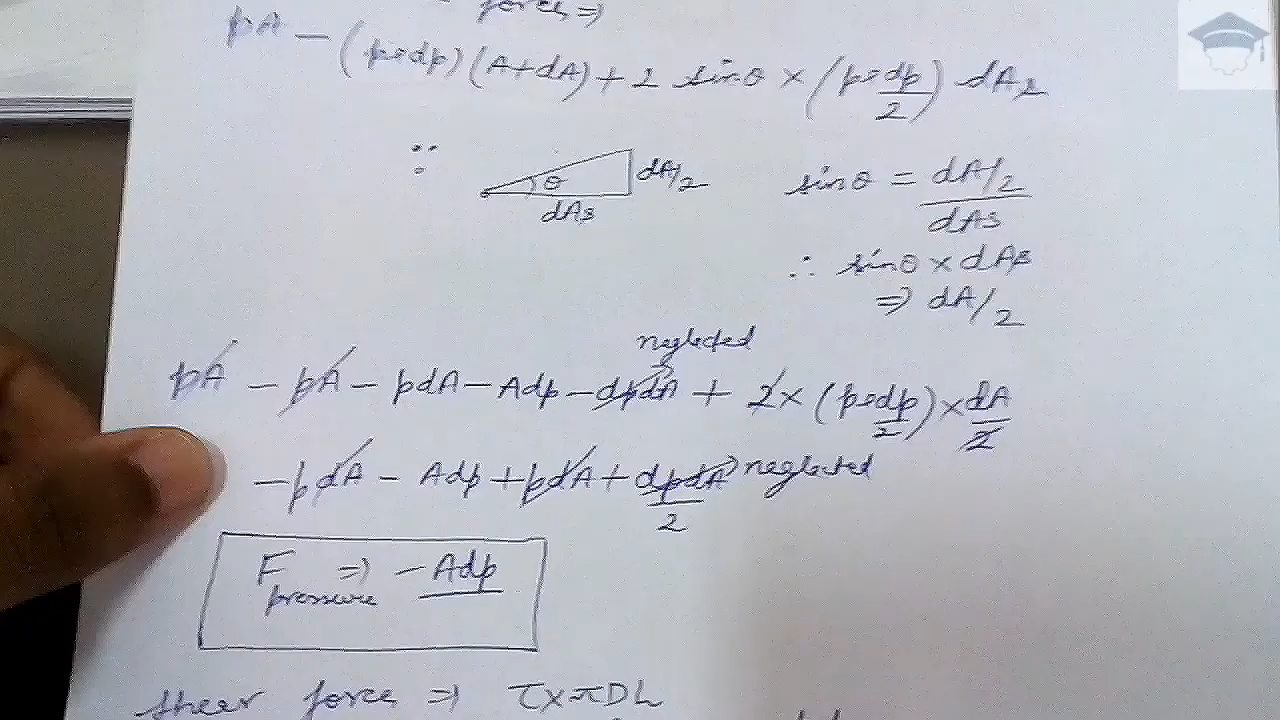 force ⇒
pA − (p+dp)(A+dA) + 2 sinθ × (p+dp/2) dAs
∵ θ dA/2 dAs
sinθ = dA/2 / dAs
∴ sinθ × dAs
⇒ dA/2
neglected
pA − pA − pdA − Adp − dpdA + 2 × (p+dp/2) × dA/2
−pdA − Adp + pdA + dpdA/2 neglected
F pressure ⇒ −Adp
shear force ⇒ τ×πDL